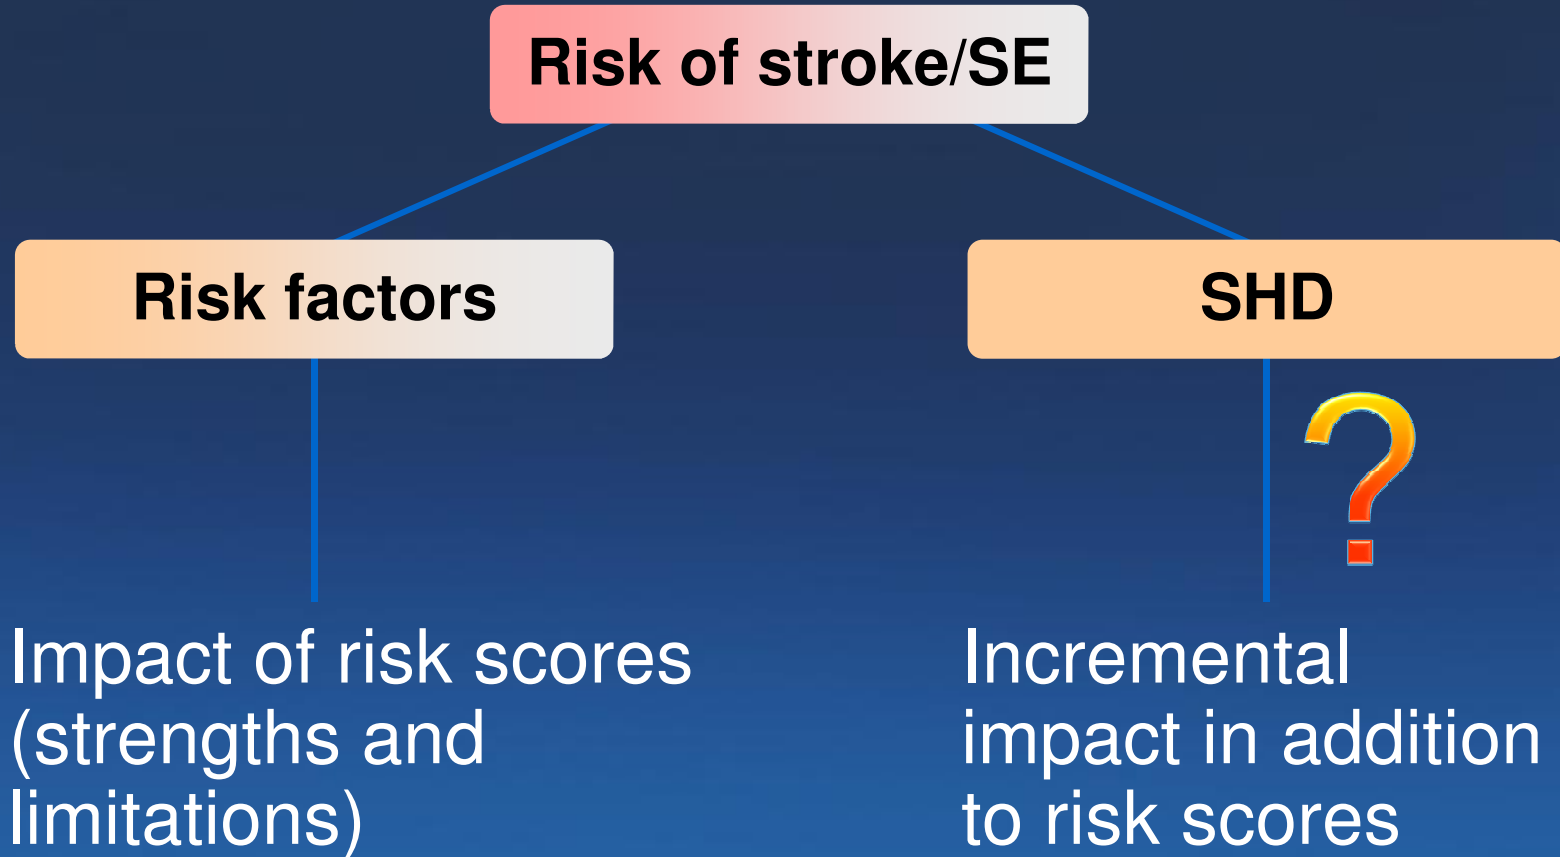 Risk of stroke/SE
Risk factors
SHD
?
Impact of risk scores
(strengths and
limitations)
Incremental
impact in addition
to risk scores